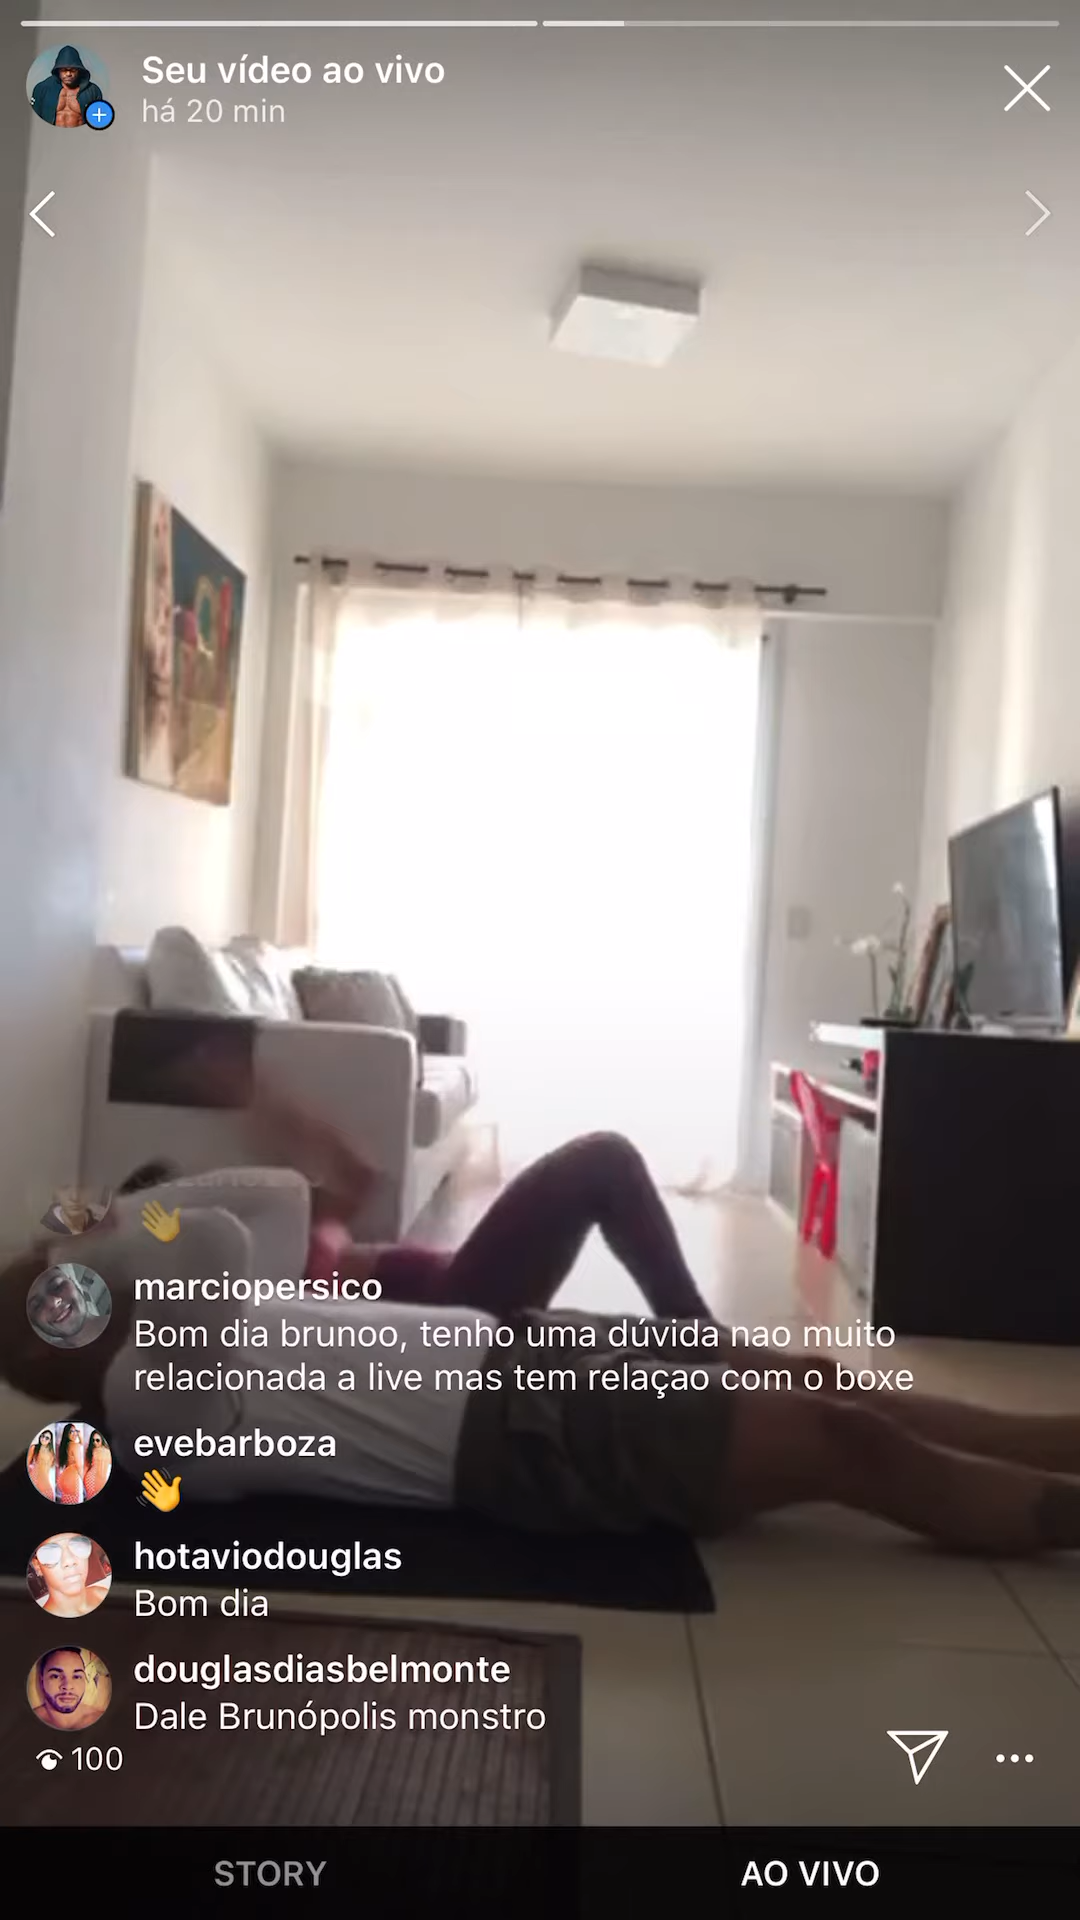 Seu vídeo ao vivo
há 20 min
👋
marciopersico
Bom dia brunoo, tenho uma dúvida nao muito
relacionada a live mas tem relaçao com o boxe
evebarboza
👋
hotaviodouglas
Bom dia
douglasdiasbelmonte
Dale Brunópolis monstro
100
STORY
AO VIVO